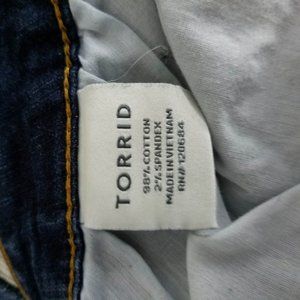 TORRID
98% COTTON
2% SPANDEX
MADE IN VIETNAM
RN# 120684